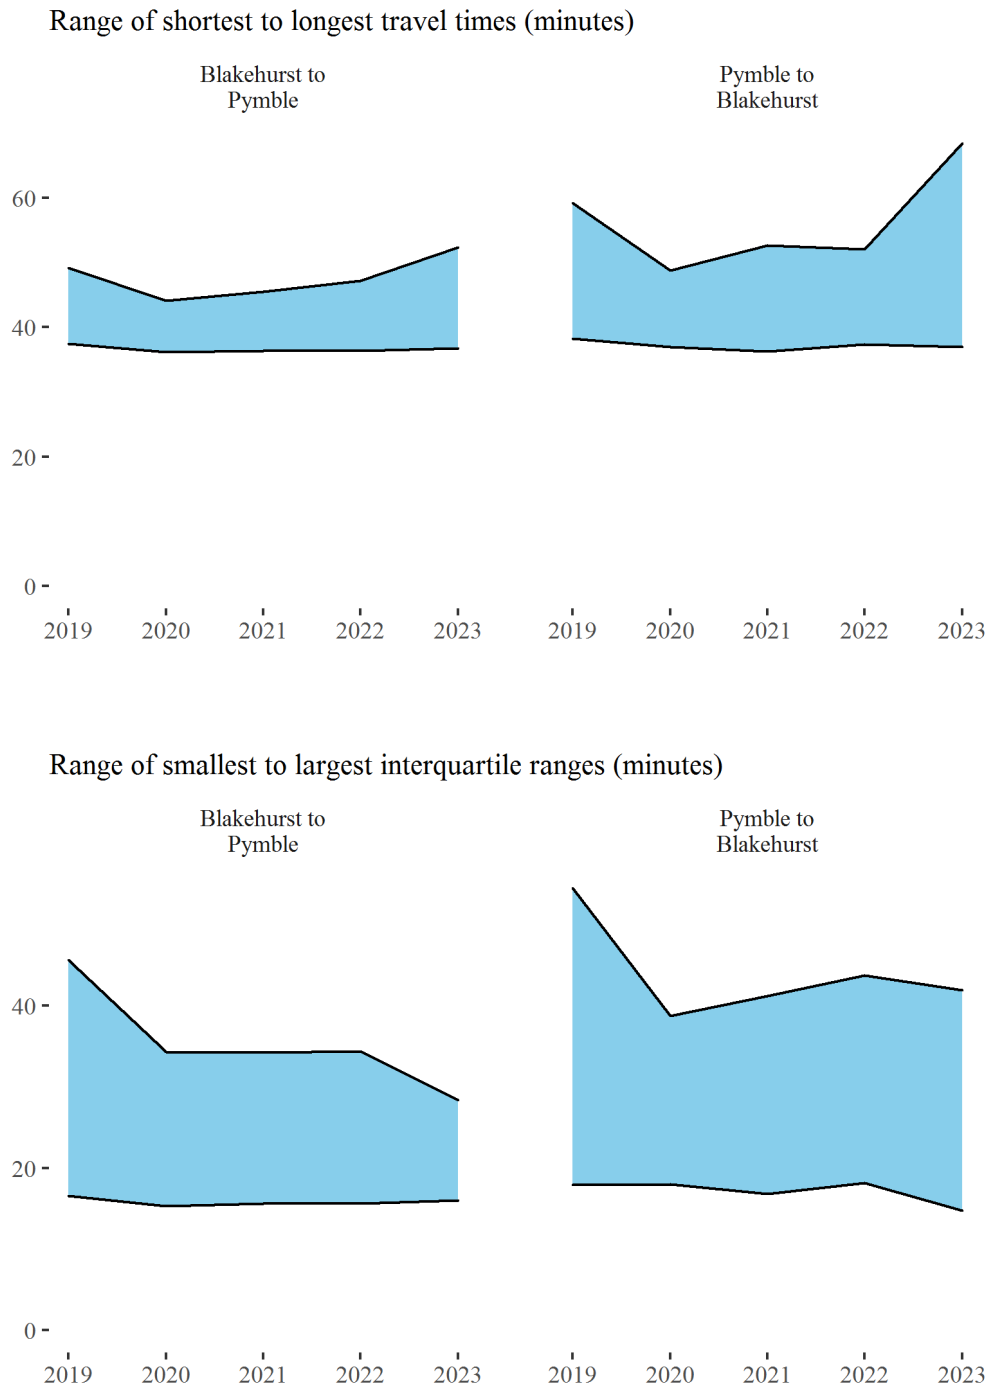 Range of shortest to longest travel times (minutes)
Blakehurst to
Pymble
Pymble to
Blakehurst
60
40
20
0
2019 2020 2021 2022 2023
2019 2020 2021 2022 2023
Range of smallest to largest interquartile ranges (minutes)
Blakehurst to
Pymble
Pymble to
Blakehurst
40
20
0
2019 2020 2021 2022 2023
2019 2020 2021 2022 2023